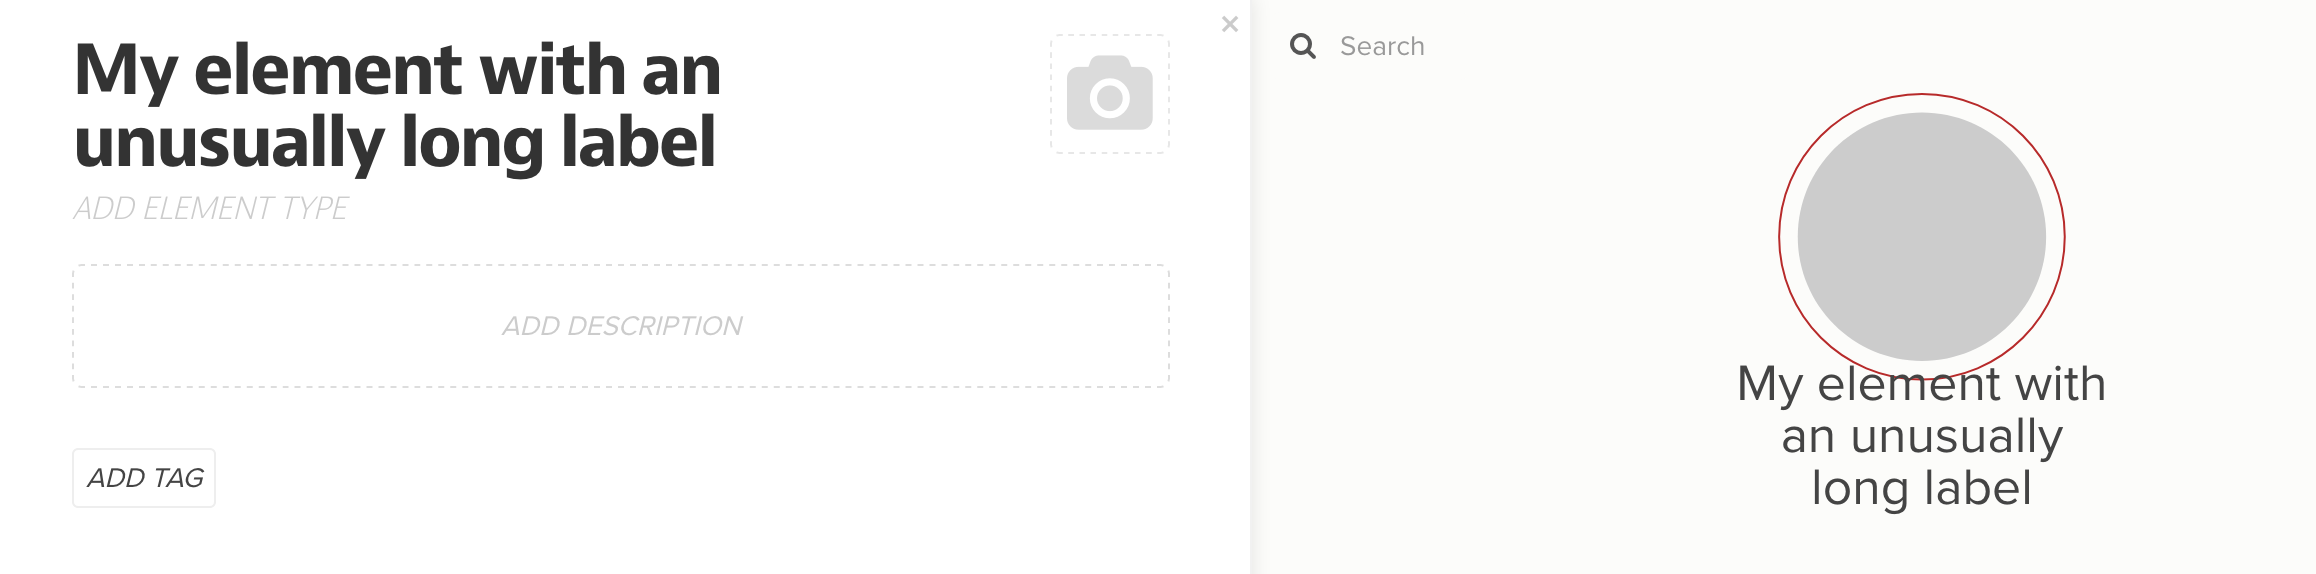 My element with an
unusually long label
ADD ELEMENT TYPE
ADD DESCRIPTION
ADD TAG
Search
My element with
an unusually
long label